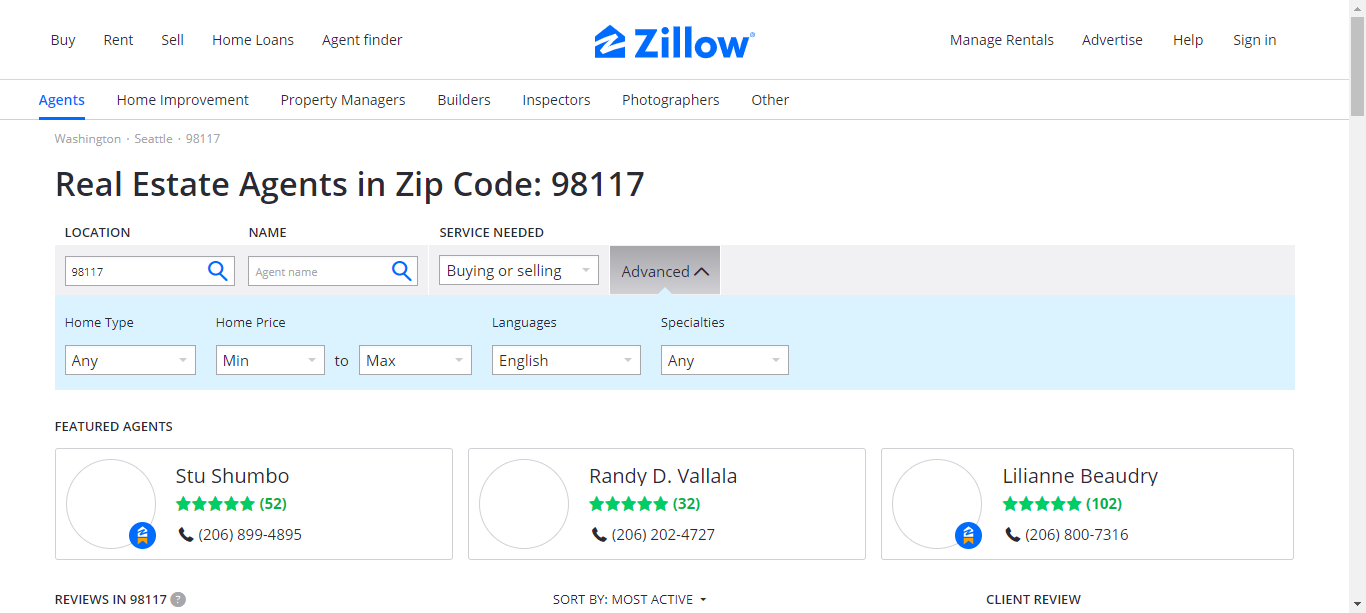 Buy Rent Sell Home Loans Agent finder Zillow® Manage Rentals Advertise Help Sign in
Agents Home Improvement Property Managers Builders Inspectors Photographers Other
Washington · Seattle · 98117
Real Estate Agents in Zip Code: 98117
LOCATION NAME SERVICE NEEDED
98117 Agent name Buying or selling Advanced
Home Type Home Price Languages Specialties
Any Min to Max English Any
FEATURED AGENTS
Stu Shumbo Randy D. Vallala Lilianne Beaudry
(52) (32) (102)
(206) 899-4895 (206) 202-4727 (206) 800-7316
REVIEWS IN 98117 ? SORT BY: MOST ACTIVE CLIENT REVIEW